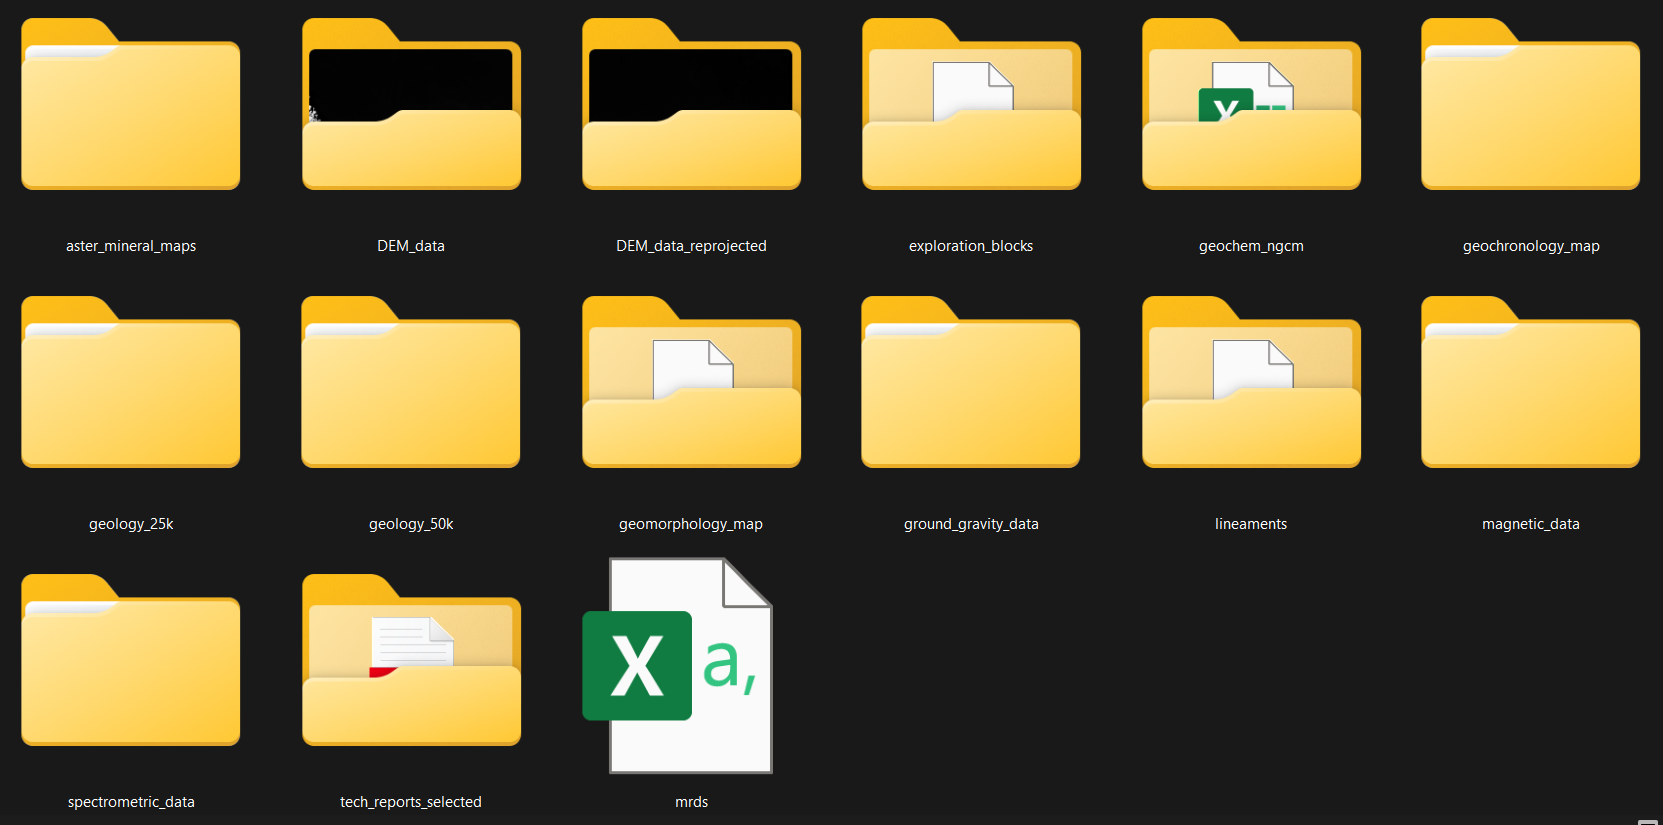 aster_mineral_maps
DEM_data
DEM_data_reprojected
exploration_blocks
geochem_ngcm
geochronology_map
geology_25k
geology_50k
geomorphology_map
ground_gravity_data
lineaments
magnetic_data
spectrometric_data
tech_reports_selected
X
a,
mrds